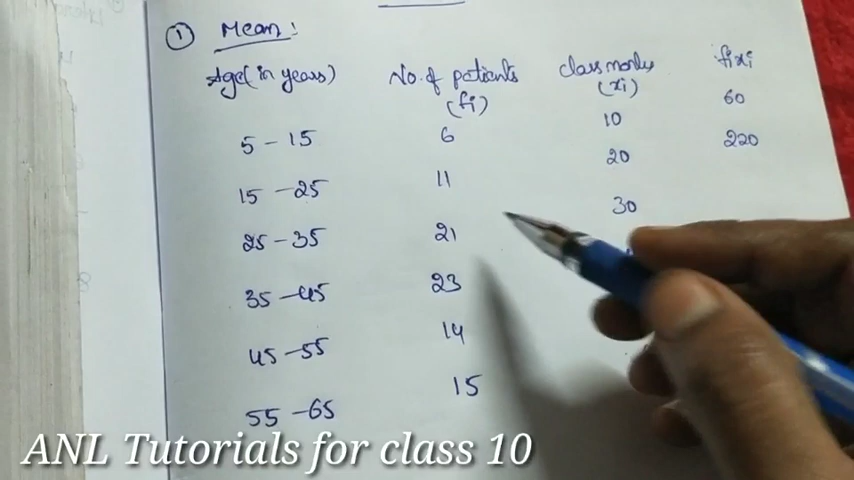 ① Mean :
Age (in years) No. of patients (fi) class marks (xi) fixi
5 - 15 6 10 60
15 - 25 11 20 220
25 - 35 21 30
35 - 45 23
45 - 55 14
55 - 65 15
ANL Tutorials for class 10